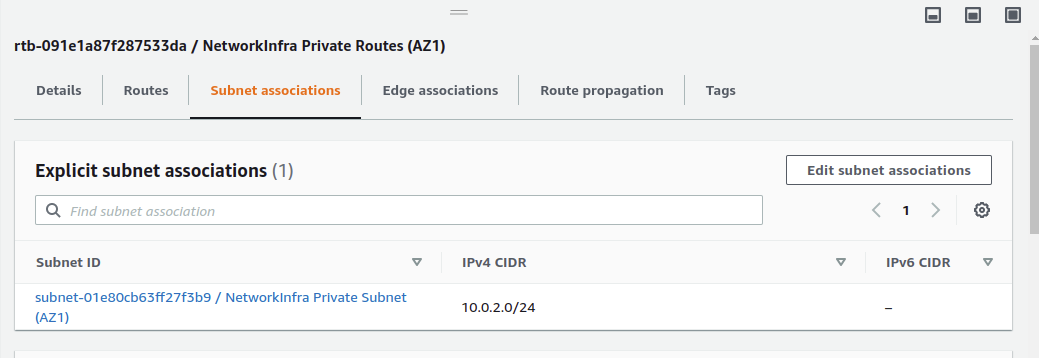 rtb-091e1a87f287533da / NetworkInfra Private Routes (AZ1)
Details Routes Subnet associations Edge associations Route propagation Tags
Explicit subnet associations (1)
Edit subnet associations
Find subnet association
1
Subnet ID IPv4 CIDR IPv6 CIDR
subnet-01e80cb63ff27f3b9 / NetworkInfra Private Subnet
(AZ1)
10.0.2.0/24
–